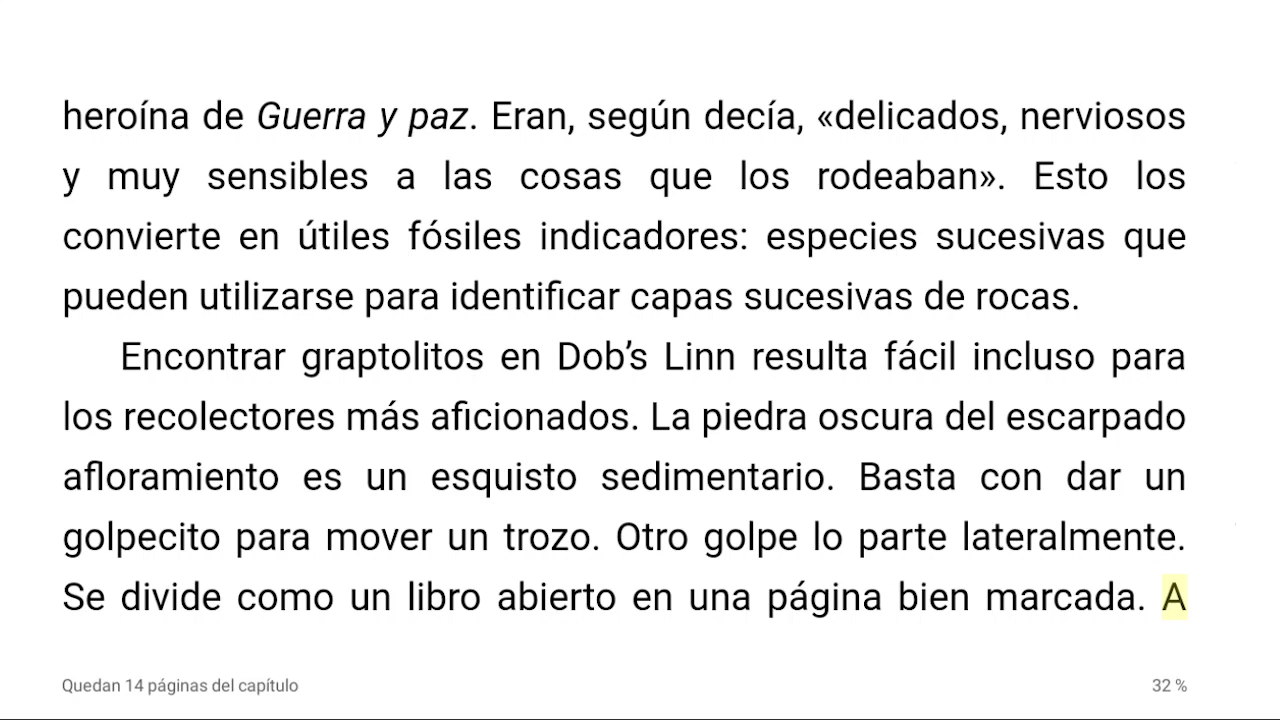 heroína de Guerra y paz. Eran, según decía, «delicados, nerviosos
y muy sensibles a las cosas que los rodeaban». Esto los
convierte en útiles fósiles indicadores: especies sucesivas que
pueden utilizarse para identificar capas sucesivas de rocas.
Encontrar graptolitos en Dob’s Linn resulta fácil incluso para
los recolectores más aficionados. La piedra oscura del escarpado
afloramiento es un esquisto sedimentario. Basta con dar un
golpecito para mover un trozo. Otro golpe lo parte lateralmente.
Se divide como un libro abierto en una página bien marcada. A
Quedan 14 páginas del capítulo
32 %